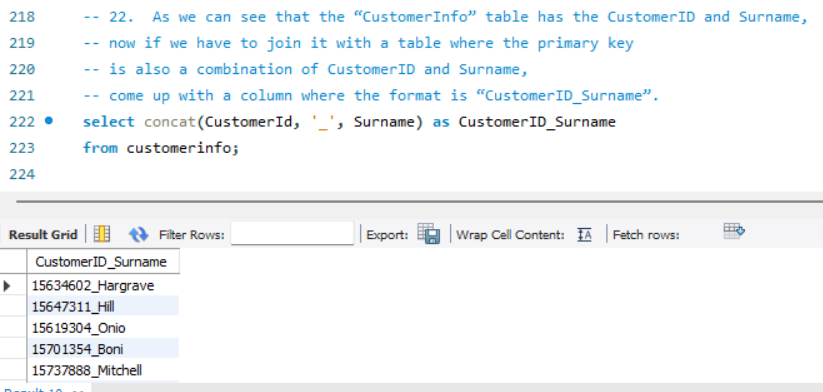 218 -- 22. As we can see that the “CustomerInfo” table has the CustomerID and Surname,
219 -- now if we have to join it with a table where the primary key
220 -- is also a combination of CustomerID and Surname,
221 -- come up with a column where the format is “CustomerID_Surname”.
222 select concat(CustomerId, '_', Surname) as CustomerID_Surname
223 from customerinfo;
224
Result Grid Filter Rows: Export: Wrap Cell Content: IA Fetch rows:
CustomerID_Surname
15634602_Hargrave
15647311_Hill
15619304_Onio
15701354_Boni
15737888_Mitchell